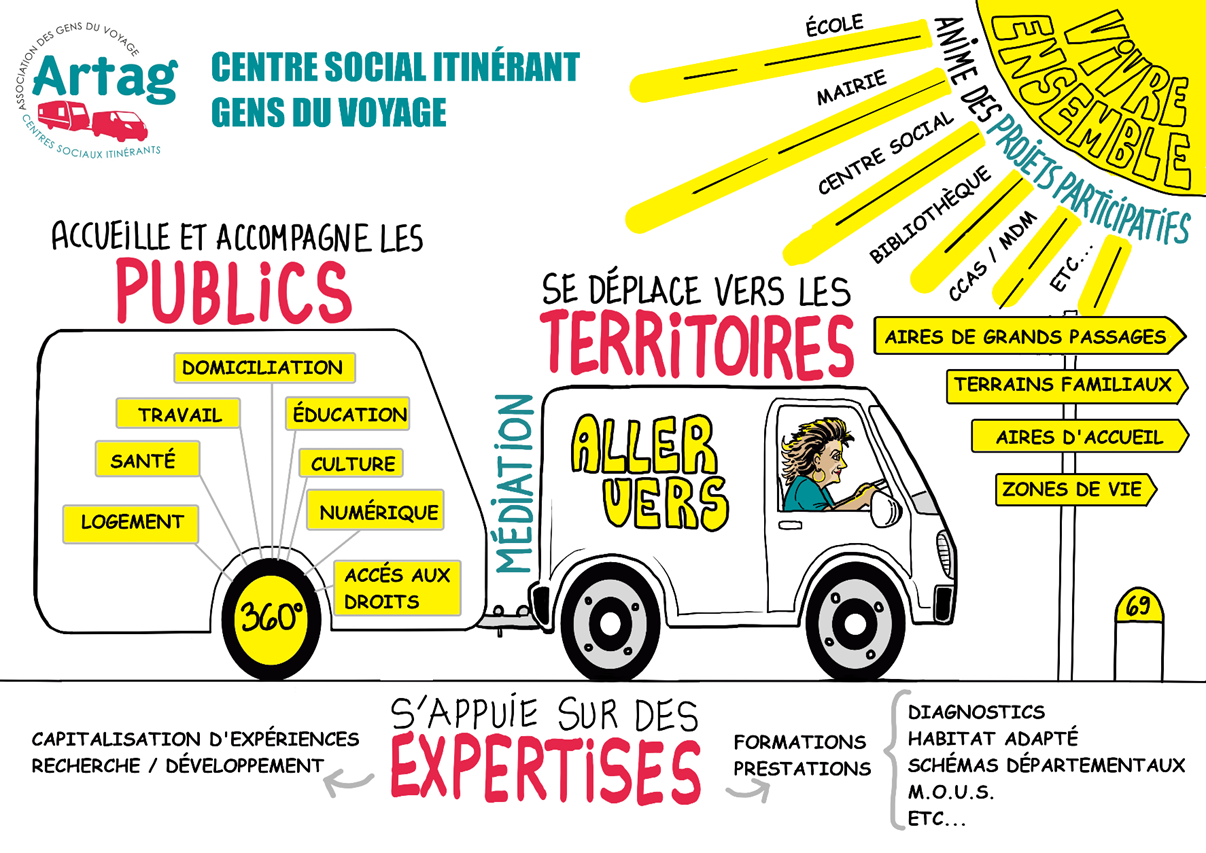 ASSOCIATION DES GENS DU VOYAGE
Artag
CENTRES SOCIAUX ITINÉRANTS
CENTRE SOCIAL ITINÉRANT
GENS DU VOYAGE
VIVRE
ENSEMBLE
ANIME DES PROJETS PARTICIPATIFS
ÉCOLE
MAIRIE
CENTRE SOCIAL
BIBLIOTHÈQUE
CCAS / MDM
ETC...
ACCUEILLE ET ACCOMPAGNE LES
PUBLICS
DOMICILIATION
TRAVAIL
ÉDUCATION
SANTÉ
CULTURE
LOGEMENT
NUMÉRIQUE
ACCÉS AUX
DROITS
360°
MÉDIATION
SE DÉPLACE VERS LES
TERRITOIRES
ALLER
VERS
AIRES DE GRANDS PASSAGES
TERRAINS FAMILIAUX
AIRES D'ACCUEIL
ZONES DE VIE
69
S'APPUIE SUR DES
EXPERTISES
CAPITALISATION D'EXPÉRIENCES
RECHERCHE / DÉVELOPPEMENT
FORMATIONS
PRESTATIONS
DIAGNOSTICS
HABITAT ADAPTÉ
SCHÉMAS DÉPARTEMENTAUX
M.O.U.S.
ETC...